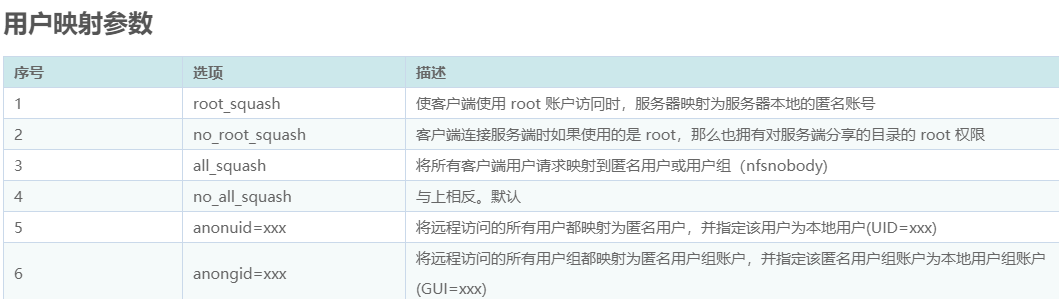 用户映射参数
序号 选项 描述
1 root_squash 使客户端使用 root 账户访问时，服务器映射为服务器本地的匿名账号
2 no_root_squash 客户端连接服务端时如果使用的是 root，那么也拥有对服务端分享的目录的 root 权限
3 all_squash 将所有客户端用户请求映射到匿名用户或用户组（nfsnobody)
4 no_all_squash 与上相反。默认
5 anonuid=xxx 将远程访问的所有用户都映射为匿名用户，并指定该用户为本地用户(UID=xxx)
6 anongid=xxx 将远程访问的所有用户组都映射为匿名用户组账户，并指定该匿名用户组账户为本地用户组账户
(GUI=xxx)